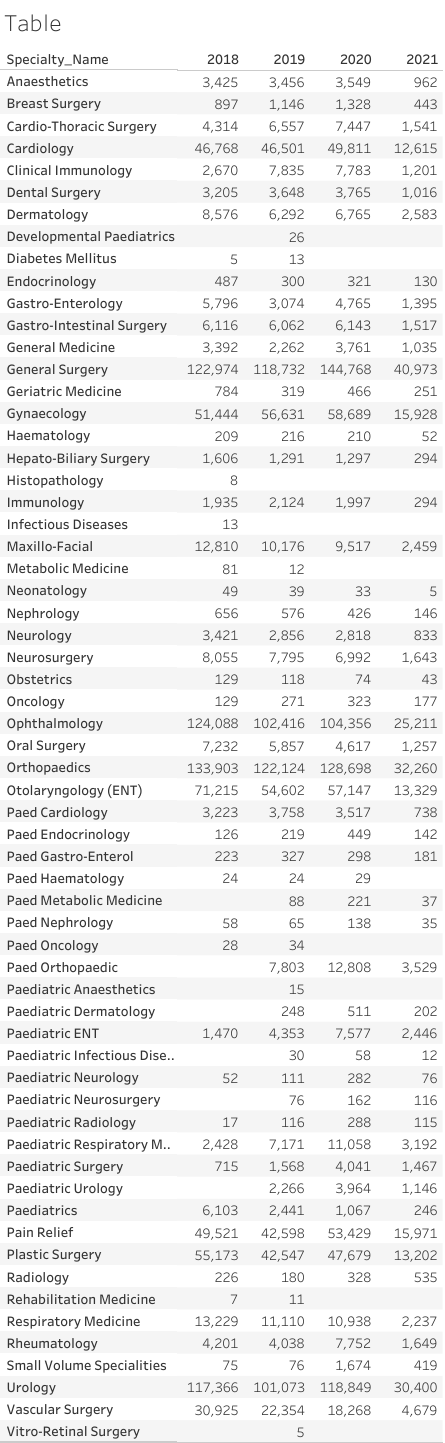 Table
Specialty_Name 2018 2019 2020 2021
Anaesthetics 3,425 3,456 3,549 962
Breast Surgery 897 1,146 1,328 443
Cardio-Thoracic Surgery 4,314 6,557 7,447 1,541
Cardiology 46,768 46,501 49,811 12,615
Clinical Immunology 2,670 7,835 7,783 1,201
Dental Surgery 3,205 3,648 3,765 1,016
Dermatology 8,576 6,292 6,765 2,583
Developmental Paediatrics 26
Diabetes Mellitus 5 13
Endocrinology 487 300 321 130
Gastro-Enterology 5,796 3,074 4,765 1,395
Gastro-Intestinal Surgery 6,116 6,062 6,143 1,517
General Medicine 3,392 2,262 3,761 1,035
General Surgery 122,974 118,732 144,768 40,973
Geriatric Medicine 784 319 466 251
Gynaecology 51,444 56,631 58,689 15,928
Haematology 209 216 210 52
Hepato-Biliary Surgery 1,606 1,291 1,297 294
Histopathology 8
Immunology 1,935 2,124 1,997 294
Infectious Diseases 13
Maxillo-Facial 12,810 10,176 9,517 2,459
Metabolic Medicine 81 12
Neonatology 49 39 33 5
Nephrology 656 576 426 146
Neurology 3,421 2,856 2,818 833
Neurosurgery 8,055 7,795 6,992 1,643
Obstetrics 129 118 74 43
Oncology 129 271 323 177
Ophthalmology 124,088 102,416 104,356 25,211
Oral Surgery 7,232 5,857 4,617 1,257
Orthopaedics 133,903 122,124 128,698 32,260
Otolaryngology (ENT) 71,215 54,602 57,147 13,329
Paed Cardiology 3,223 3,758 3,517 738
Paed Endocrinology 126 219 449 142
Paed Gastro-Enterol 223 327 298 181
Paed Haematology 24 24 29
Paed Metabolic Medicine 88 221 37
Paed Nephrology 58 65 138 35
Paed Oncology 28 34
Paed Orthopaedic 7,803 12,808 3,529
Paediatric Anaesthetics 15
Paediatric Dermatology 248 511 202
Paediatric ENT 1,470 4,353 7,577 2,446
Paediatric Infectious Dise.. 30 58 12
Paediatric Neurology 52 111 282 76
Paediatric Neurosurgery 76 162 116
Paediatric Radiology 17 116 288 115
Paediatric Respiratory M.. 2,428 7,171 11,058 3,192
Paediatric Surgery 715 1,568 4,041 1,467
Paediatric Urology 2,266 3,964 1,146
Paediatrics 6,103 2,441 1,067 246
Pain Relief 49,521 42,598 53,429 15,971
Plastic Surgery 55,173 42,547 47,679 13,202
Radiology 226 180 328 535
Rehabilitation Medicine 7 11
Respiratory Medicine 13,229 11,110 10,938 2,237
Rheumatology 4,201 4,038 7,752 1,649
Small Volume Specialities 75 76 1,674 419
Urology 117,366 101,073 118,849 30,400
Vascular Surgery 30,925 22,354 18,268 4,679
Vitro-Retinal Surgery 5